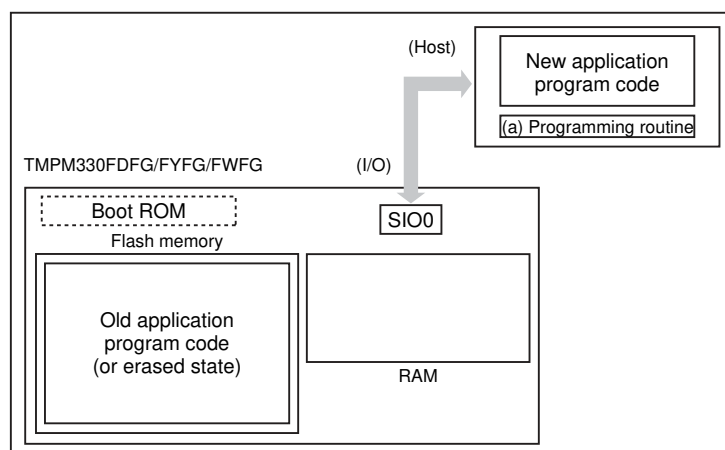 (Host)
New application
program code
(a) Programming routine
TMPM330FDFG/FYFG/FWFG
(I/O)
Boot ROM
SIO0
Flash memory
Old application
program code
(or erased state)
RAM